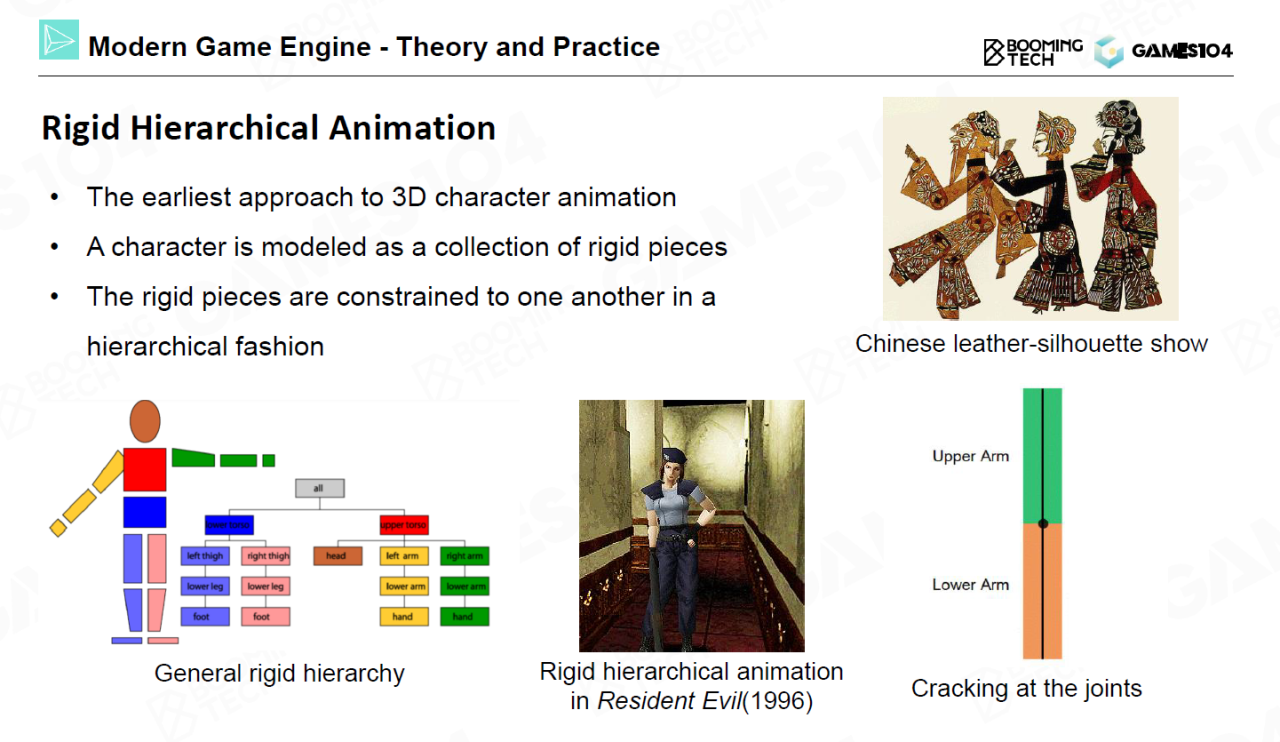 Modern Game Engine - Theory and Practice
BOOMING
TECH
GAMES104
Rigid Hierarchical Animation
• The earliest approach to 3D character animation
• A character is modeled as a collection of rigid pieces
• The rigid pieces are constrained to one another in a
hierarchical fashion
Chinese leather-silhouette show
all
lower torso
upper torso
left thigh
right thigh
head
left arm
right arm
lower leg
lower leg
lower arm
lower arm
foot
foot
hand
hand
General rigid hierarchy
Rigid hierarchical animation
in Resident Evil(1996)
Upper Arm
Lower Arm
Cracking at the joints